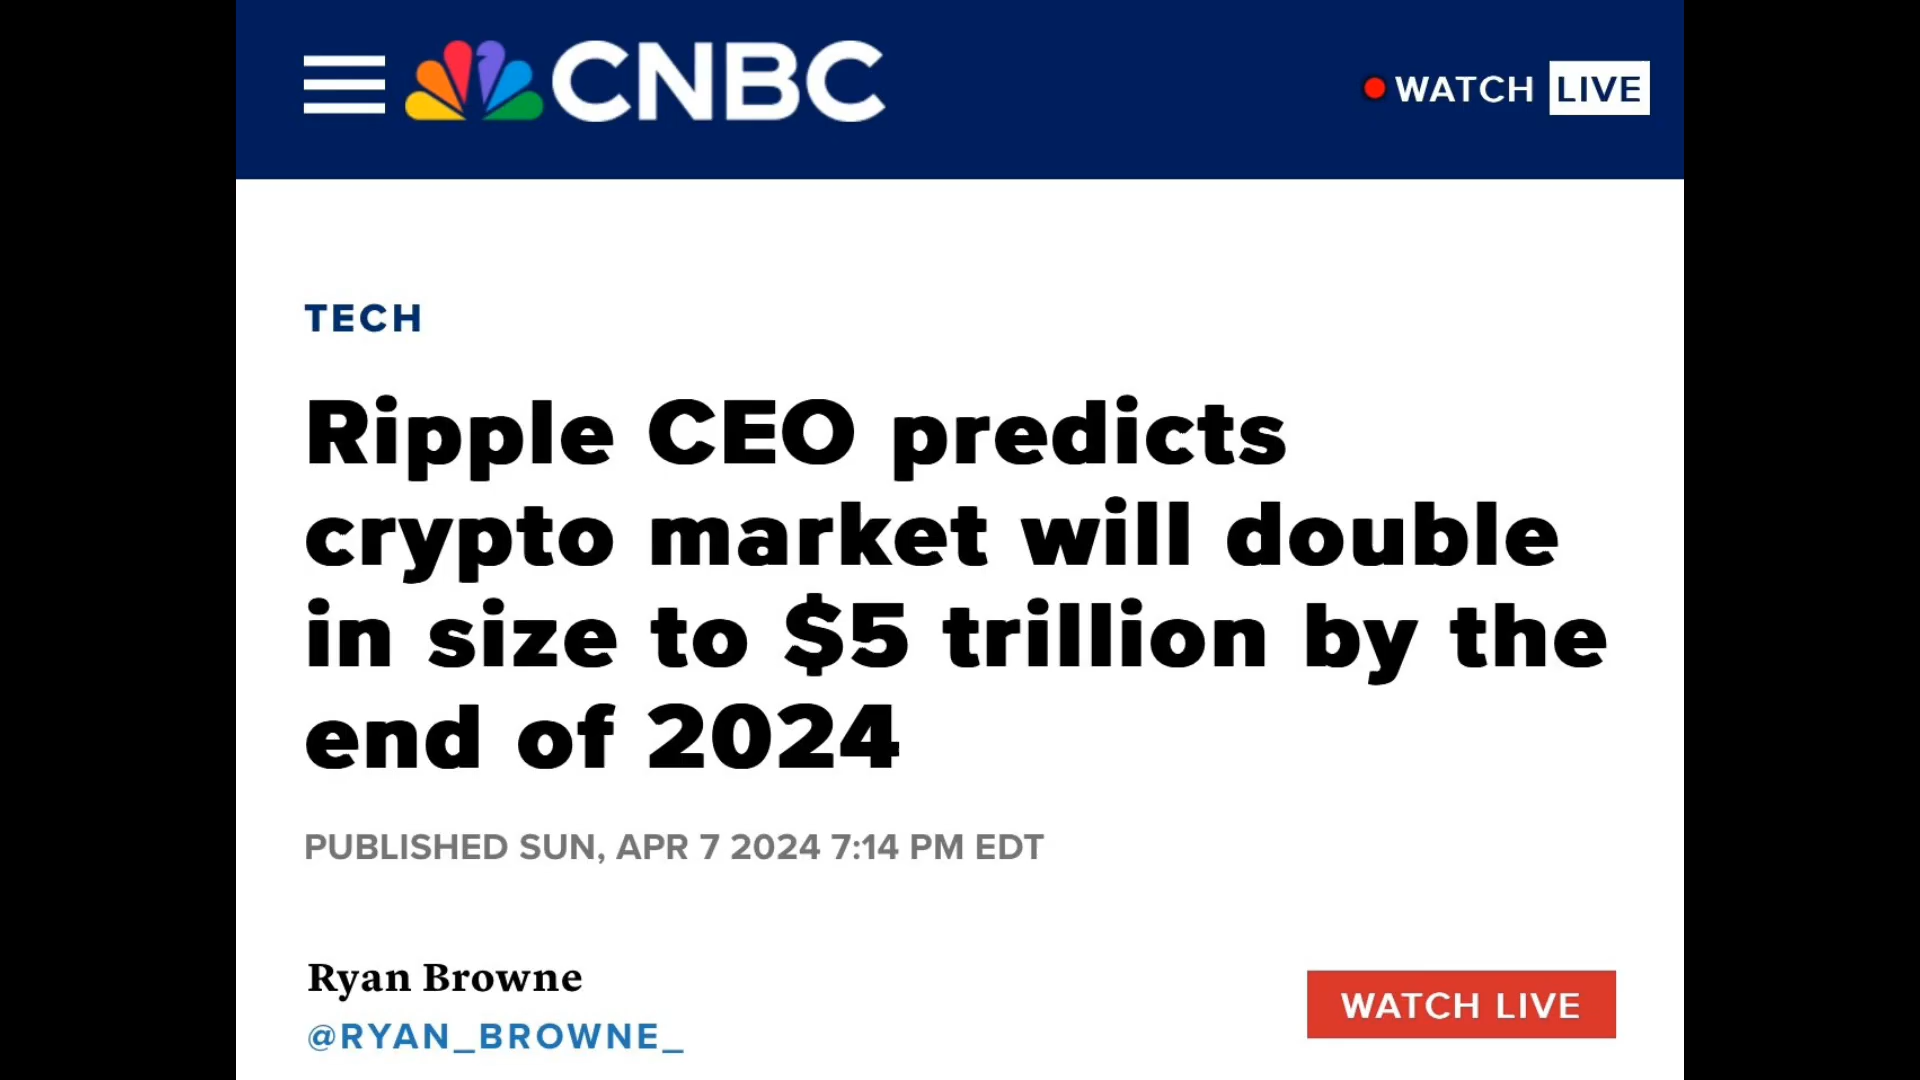 CNBC
WATCH LIVE
TECH
Ripple CEO predicts
crypto market will double
in size to $5 trillion by the
end of 2024
PUBLISHED SUN, APR 7 2024 7:14 PM EDT
Ryan Browne
@RYAN_BROWNE_
WATCH LIVE